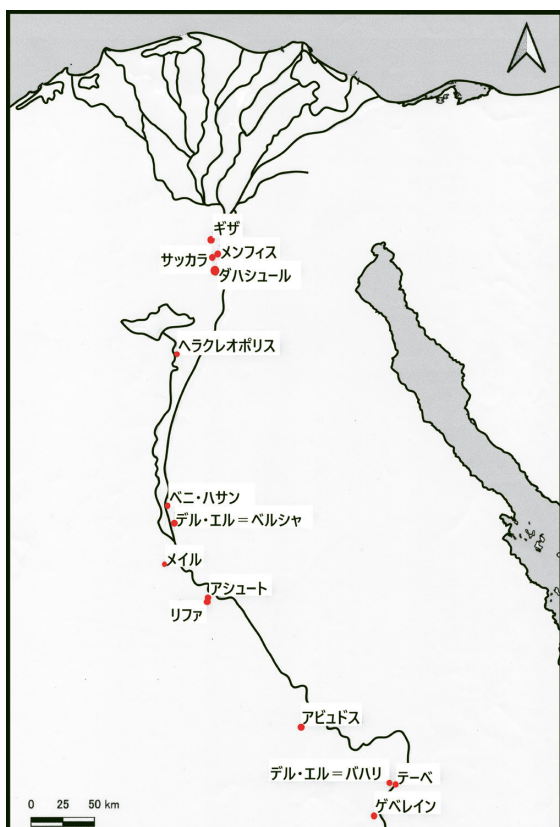 ギザ
メンフィス
サッカラ
ダハシュール
ヘラクレオポリス
ベニ・ハサン
デル・エル＝ベルシャ
メイル
アシュート
リファ
アビュドス
デル・エル＝バハリ
テーベ
ゲベレイン
0 25 50 km